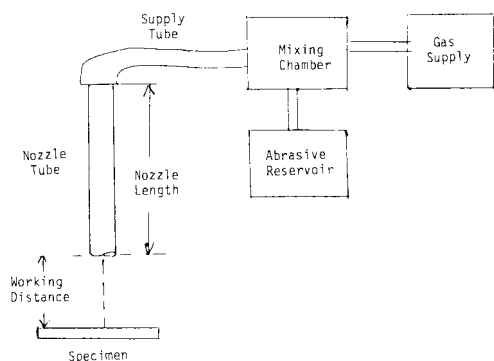 Supply
Tube
Mixing
Chamber
Gas
Supply
Nozzle
Tube
Nozzle
Length
Abrasive
Reservoir
Working
Distance
Specimen